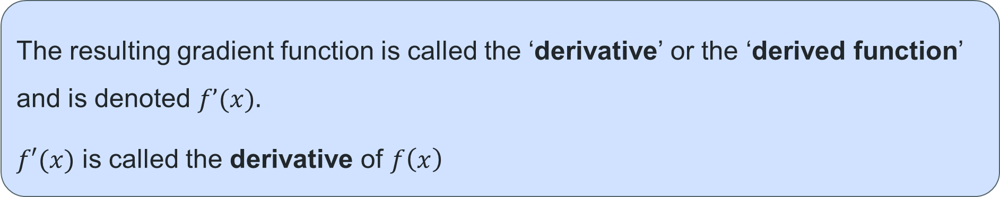 The resulting gradient function is called the ‘derivative’ or the ‘derived function’
and is denoted f’(x).
f′(x) is called the derivative of f(x)